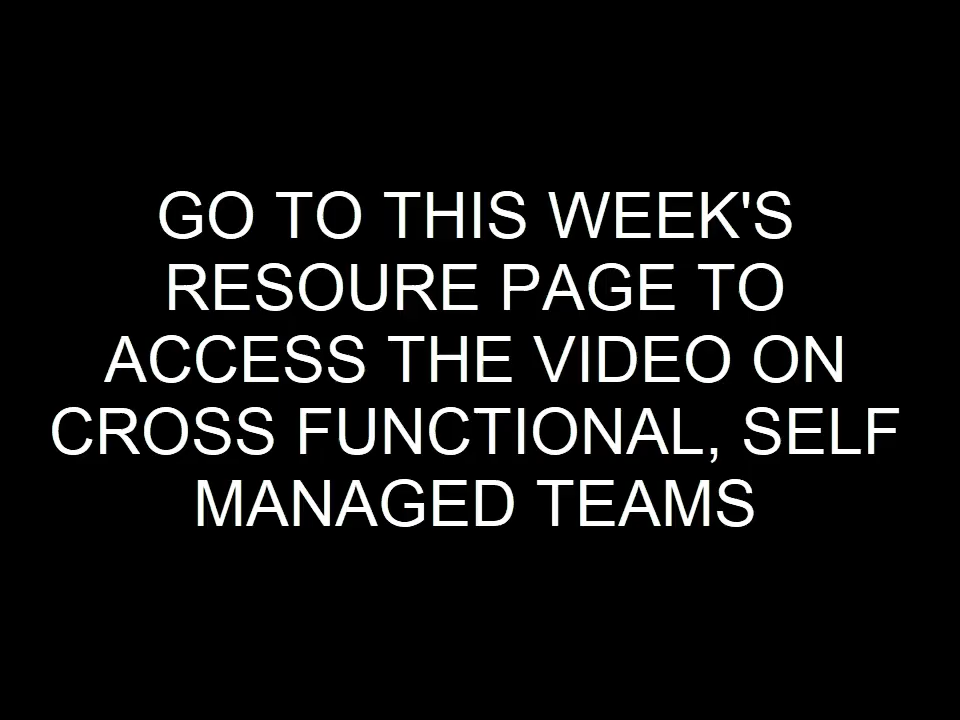 GO TO THIS WEEK'S
RESOURE PAGE TO
ACCESS THE VIDEO ON
CROSS FUNCTIONAL, SELF
MANAGED TEAMS